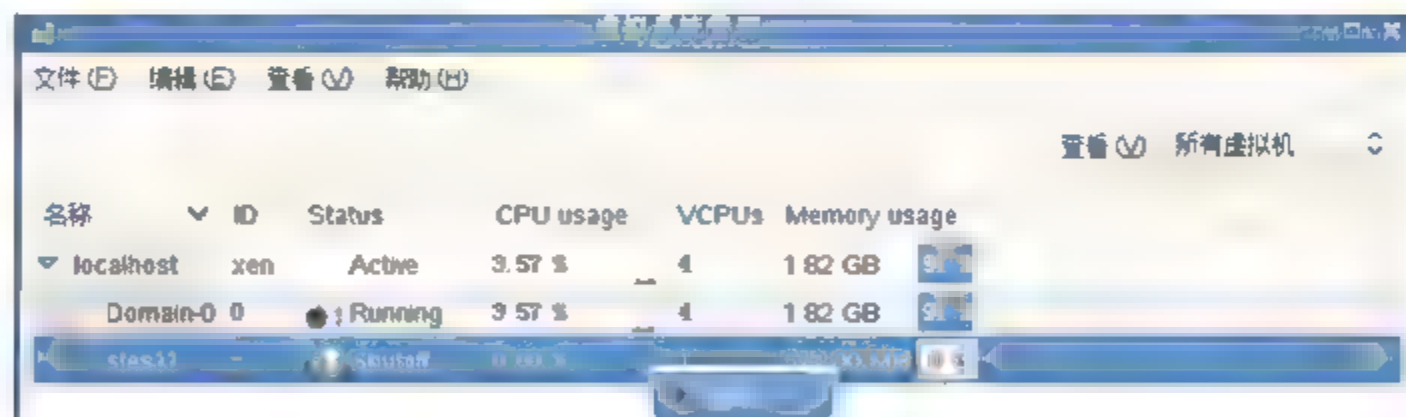 文件(F) 编辑(E) 查看(V) 帮助(H)
查看(V) 所有虚拟机
名称 ID Status CPU usage VCPUs Memory usage
localhost xen Active 3.57 % 4 1.82 GB
Domain-0 0 Running 3.57 % 4 1.82 GB
Shutoff